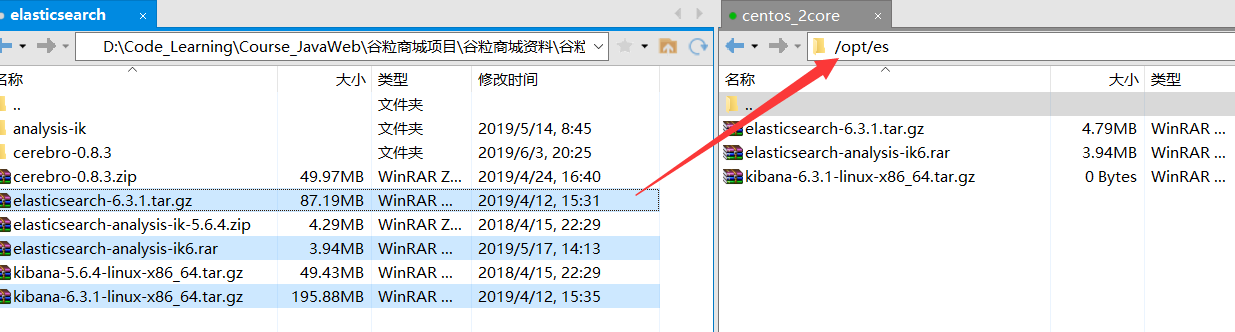 elasticsearch ×
centos_2core ×
D:\Code_Learning\Course_JavaWeb\谷粒商城项目\谷粒商城资料\谷粒
/opt/es
名称 大小 类型 修改时间
名称 大小 类型
.. 文件夹
..
analysis-ik 文件夹 2019/5/14, 8:45
elasticsearch-6.3.1.tar.gz 4.79MB WinRAR ...
cerebro-0.8.3 文件夹 2019/6/3, 20:25
elasticsearch-analysis-ik6.rar 3.94MB WinRAR ...
cerebro-0.8.3.zip 49.97MB WinRAR Z... 2019/4/24, 16:40
kibana-6.3.1-linux-x86_64.tar.gz 0 Bytes WinRAR ...
elasticsearch-6.3.1.tar.gz 87.19MB WinRAR ... 2019/4/12, 15:31
elasticsearch-analysis-ik-5.6.4.zip 4.29MB WinRAR Z... 2018/4/15, 22:29
elasticsearch-analysis-ik6.rar 3.94MB WinRAR ... 2019/5/17, 14:13
kibana-5.6.4-linux-x86_64.tar.gz 49.43MB WinRAR ... 2018/4/15, 22:29
kibana-6.3.1-linux-x86_64.tar.gz 195.88MB WinRAR ... 2019/4/12, 15:35